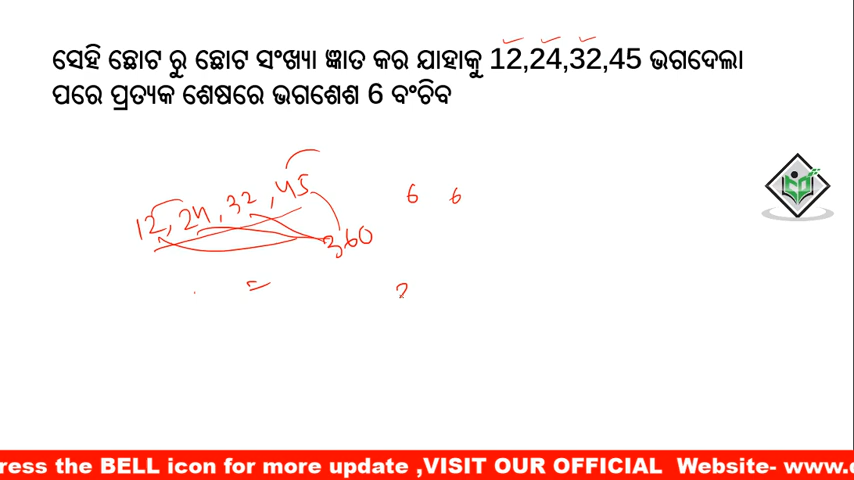 ସେହି ଛୋଟ ରୁ ଛୋଟ ସଂଖ୍ୟା ଜ୍ଞାତ କର ଯାହାକୁ 12,24,32,45 ଭଗଦେଲା
ପରେ ପ୍ରତ୍ୟକ ଶେଷରେ ଭଗଶେଶ 6 ବଂଚିବ
12, 24, 32, 45
6 6
360
=
ress the BELL icon for more update ,VISIT OUR OFFICIAL Website- www.